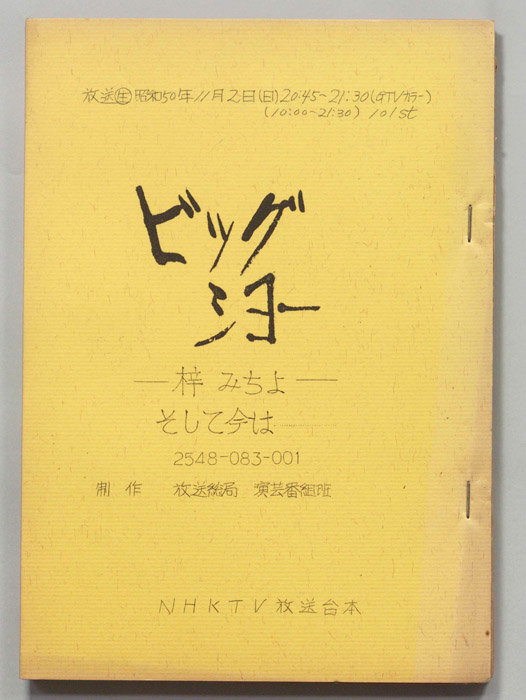 放送㊤昭和50年11月2日(日)20:45~21:30(GTVカラー)
(10:00~21:30) 101st
ビッグ
ショー
―梓 みちよ―
そして今は…………
2548-083-001
制作 放送総局 演芸番組班
NHKTV放送台本